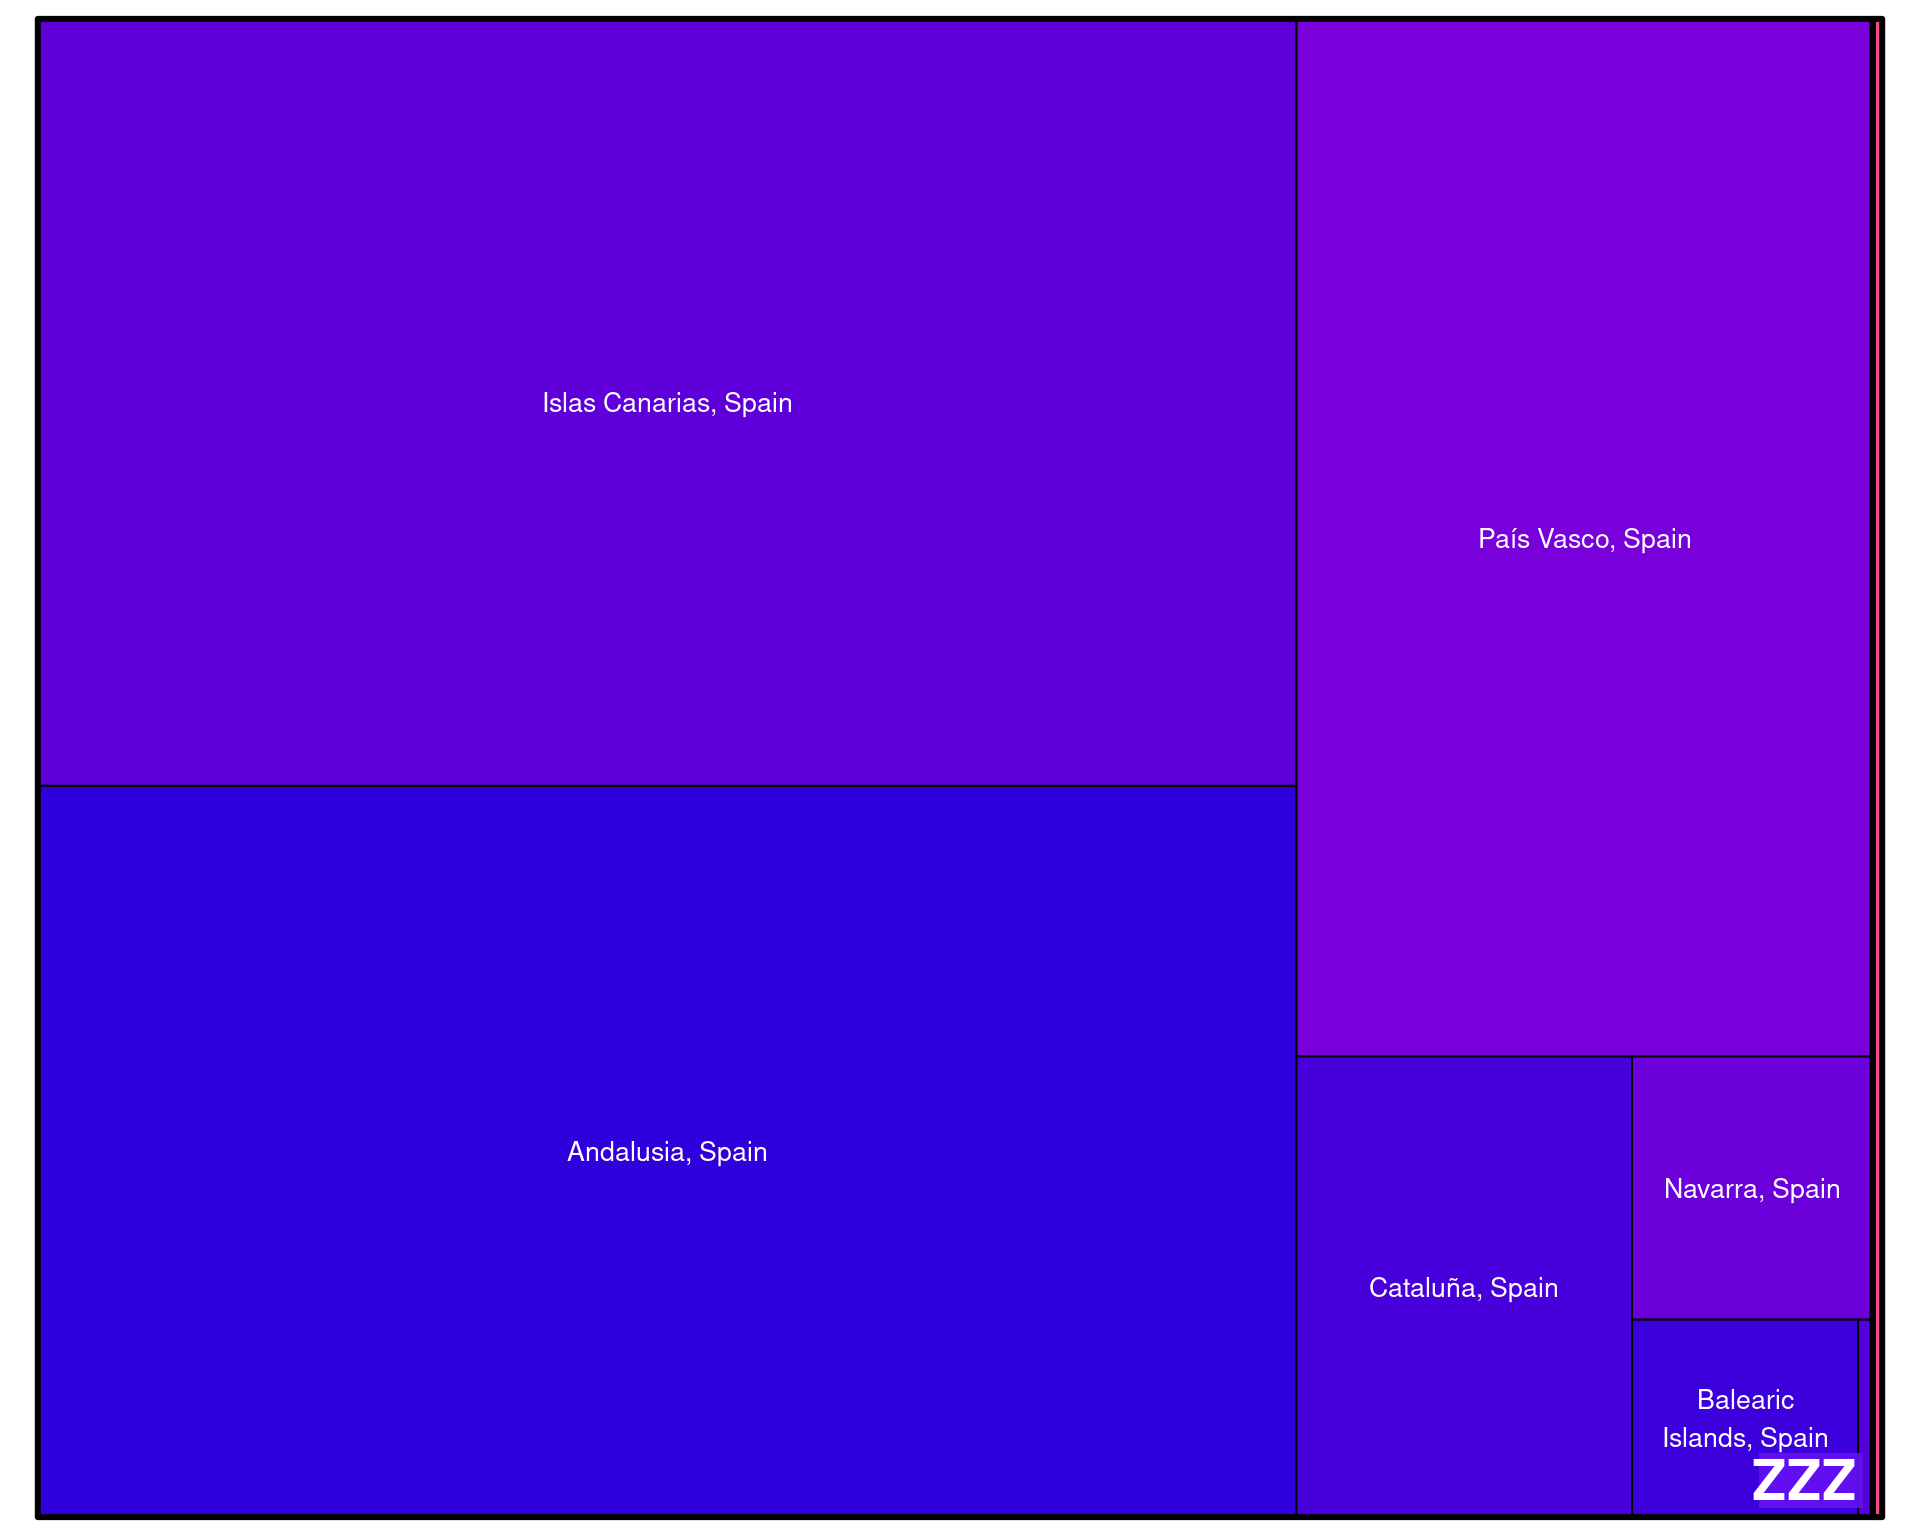 Islas Canarias, Spain
País Vasco, Spain
Andalusia, Spain
Cataluña, Spain
Navarra, Spain
Balearic
Islands, Spain
ZZZ